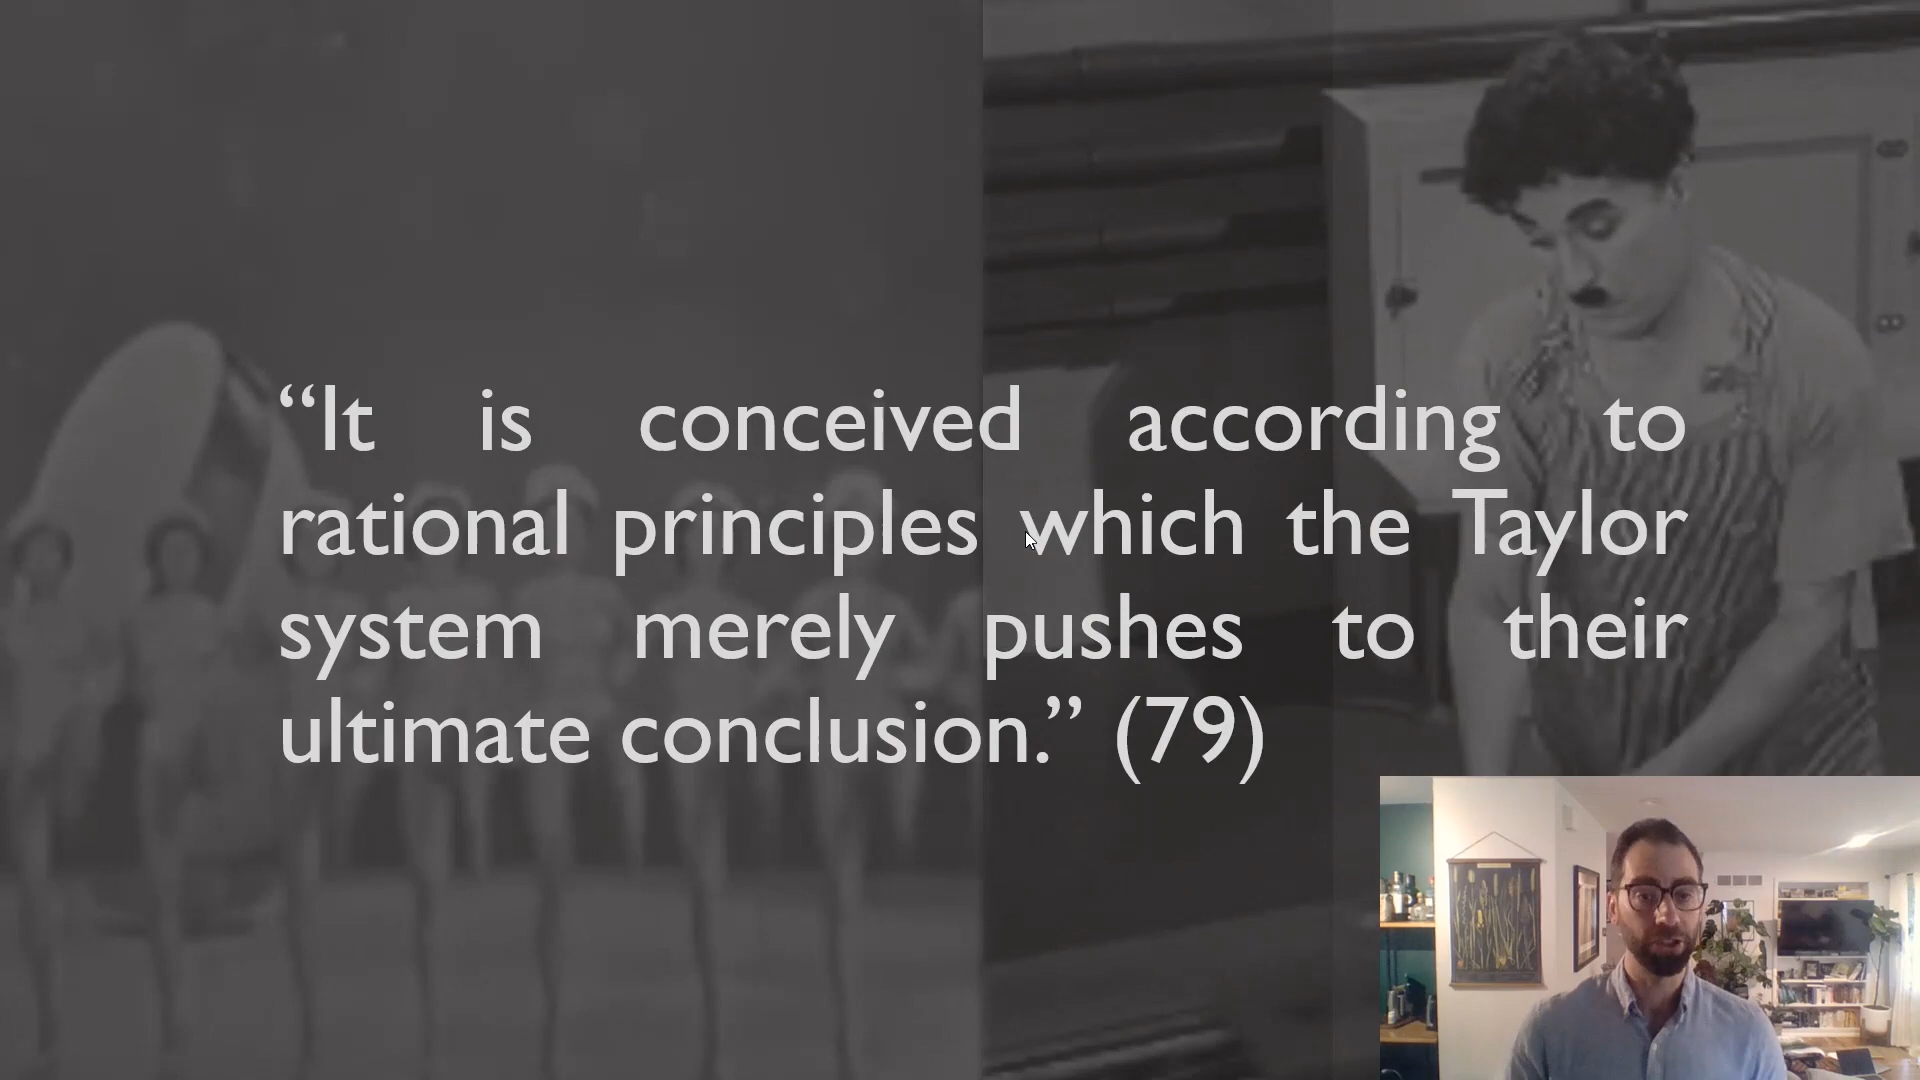 “It is conceived according to
rational principles which the Taylor
system merely pushes to their
ultimate conclusion.” (79)